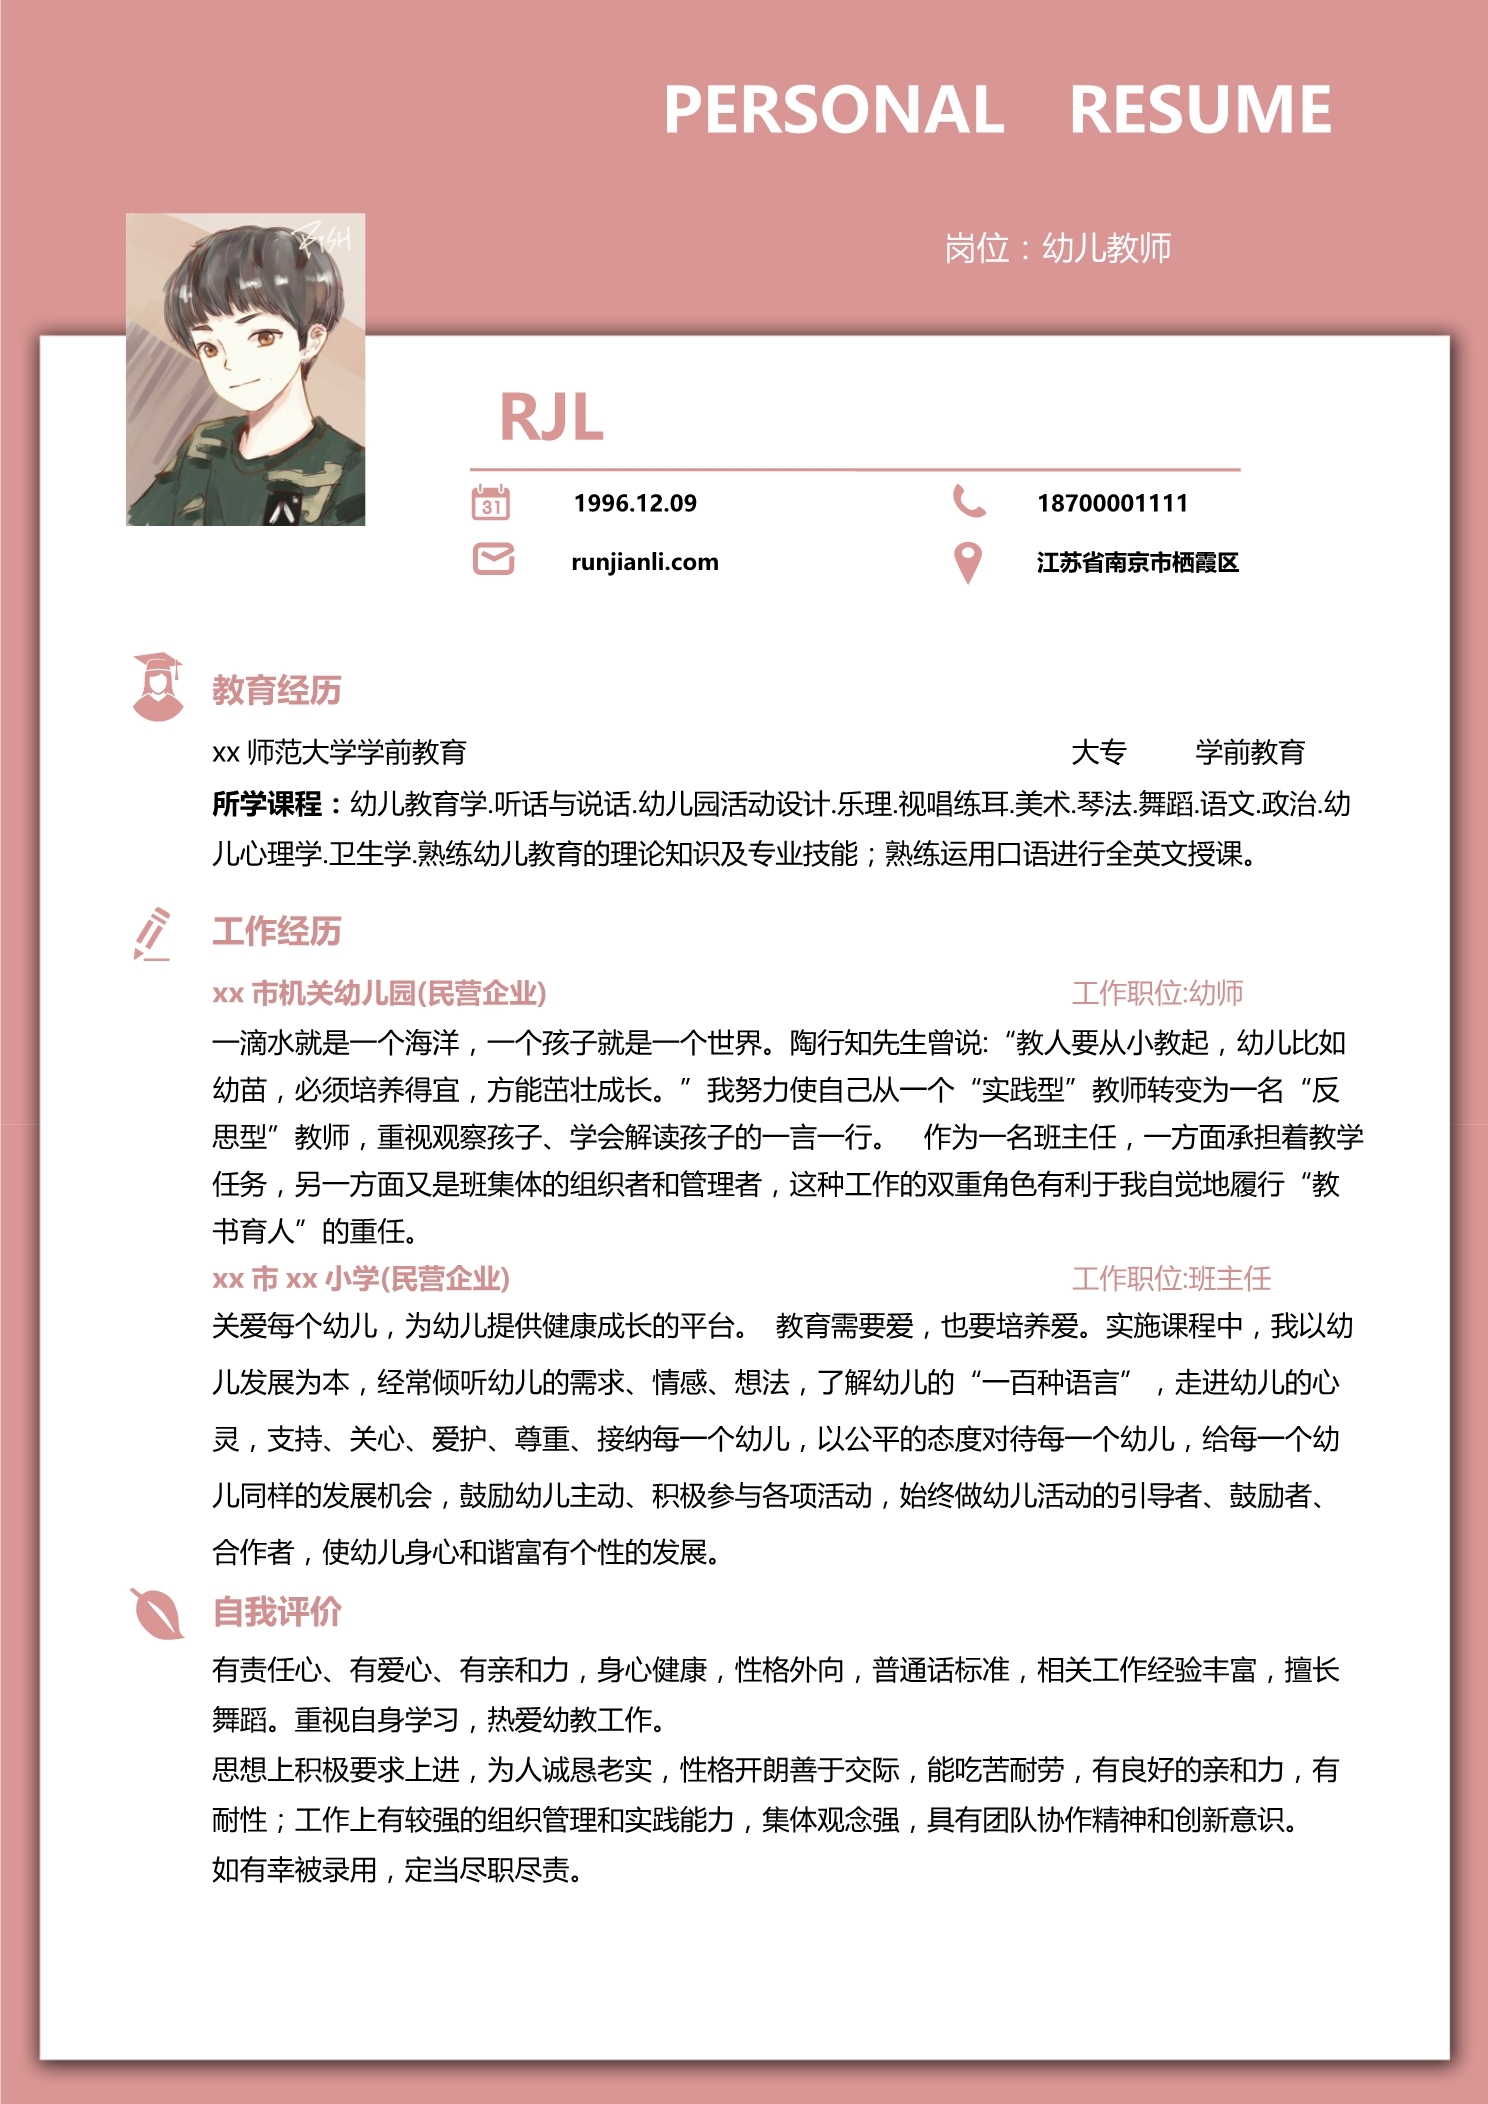 PERSONAL RESUME
岗位：幼儿教师
RJL
31 1996.12.09 18700001111
runjianli.com 江苏省南京市栖霞区
教育经历
xx 师范大学学前教育 大专 学前教育
所学课程：幼儿教育学.听话与说话.幼儿园活动设计.乐理.视唱练耳.美术.琴法.舞蹈.语文.政治.幼
儿心理学.卫生学.熟练幼儿教育的理论知识及专业技能；熟练运用口语进行全英文授课。
工作经历
xx 市机关幼儿园(民营企业) 工作职位:幼师
一滴水就是一个海洋，一个孩子就是一个世界。陶行知先生曾说:“教人要从小教起，幼儿比如
幼苗，必须培养得宜，方能茁壮成长。”我努力使自己从一个“实践型”教师转变为一名“反
思型”教师，重视观察孩子、学会解读孩子的一言一行。 作为一名班主任，一方面承担着教学
任务，另一方面又是班集体的组织者和管理者，这种工作的双重角色有利于我自觉地履行“教
书育人”的重任。
xx 市 xx 小学(民营企业) 工作职位:班主任
关爱每个幼儿，为幼儿提供健康成长的平台。 教育需要爱，也要培养爱。实施课程中，我以幼
儿发展为本，经常倾听幼儿的需求、情感、想法，了解幼儿的“一百种语言”，走进幼儿的心
灵，支持、关心、爱护、尊重、接纳每一个幼儿，以公平的态度对待每一个幼儿，给每一个幼
儿同样的发展机会，鼓励幼儿主动、积极参与各项活动，始终做幼儿活动的引导者、鼓励者、
合作者，使幼儿身心和谐富有个性的发展。
自我评价
有责任心、有爱心、有亲和力，身心健康，性格外向，普通话标准，相关工作经验丰富，擅长
舞蹈。重视自身学习，热爱幼教工作。
思想上积极要求上进，为人诚恳老实，性格开朗善于交际，能吃苦耐劳，有良好的亲和力，有
耐性；工作上有较强的组织管理和实践能力，集体观念强，具有团队协作精神和创新意识。
如有幸被录用，定当尽职尽责。